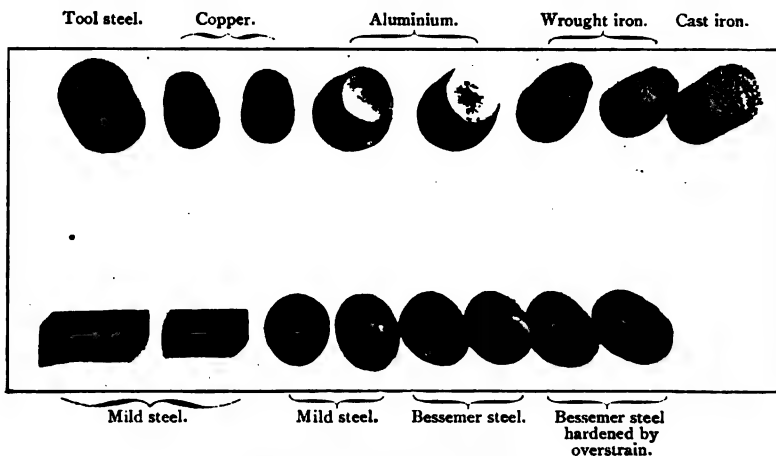 Tool steel. Copper. Aluminium. Wrought iron. Cast iron.
Mild steel. Mild steel. Bessemer steel. Bessemer steel
hardened by
overstrain.